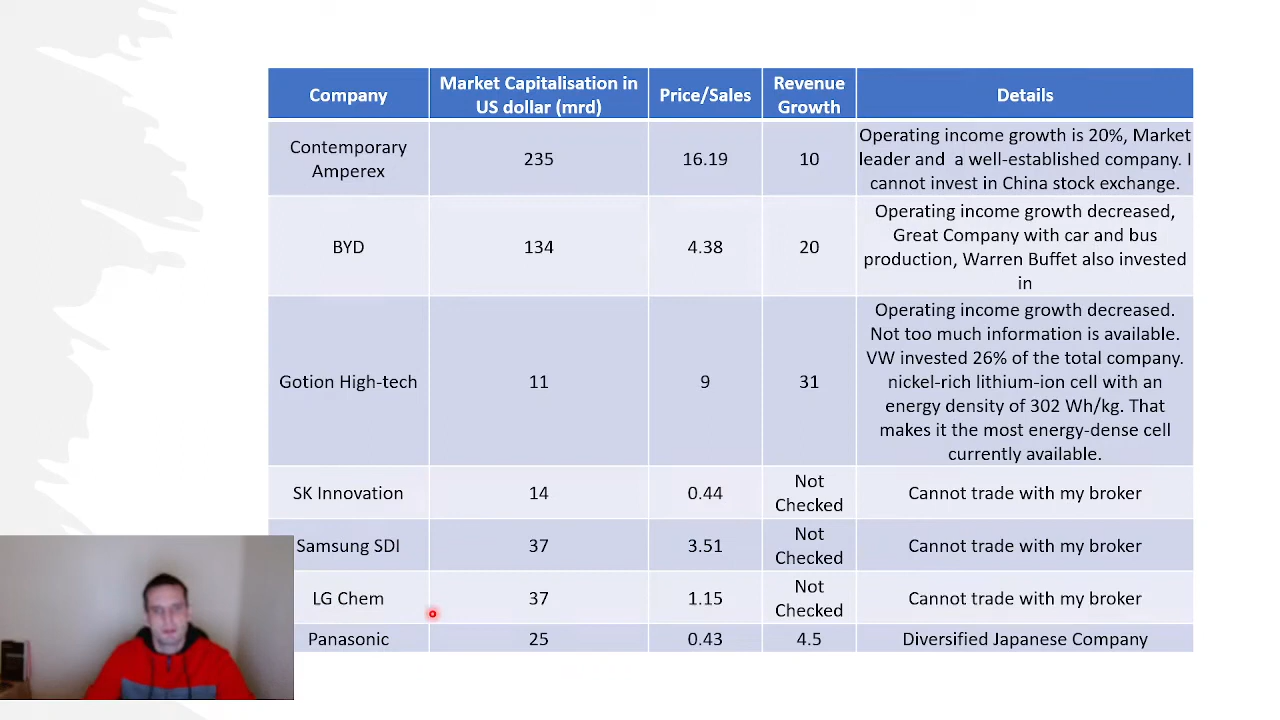 Company
Market Capitalisation in
US dollar (mrd)
Price/Sales
Revenue
Growth
Details
Contemporary
Amperex
235
16.19
10
Operating income growth is 20%, Market
leader and a well-established company. I
cannot invest in China stock exchange.
BYD
134
4.38
20
Operating income growth decreased,
Great Company with car and bus
production, Warren Buffet also invested
in
Gotion High-tech
11
9
31
Operating income growth decreased.
Not too much information is available.
VW invested 26% of the total company.
nickel-rich lithium-ion cell with an
energy density of 302 Wh/kg. That
makes it the most energy-dense cell
currently available.
SK Innovation
14
0.44
Not
Checked
Cannot trade with my broker
Samsung SDI
37
3.51
Not
Checked
Cannot trade with my broker
LG Chem
37
1.15
Not
Checked
Cannot trade with my broker
Panasonic
25
0.43
4.5
Diversified Japanese Company